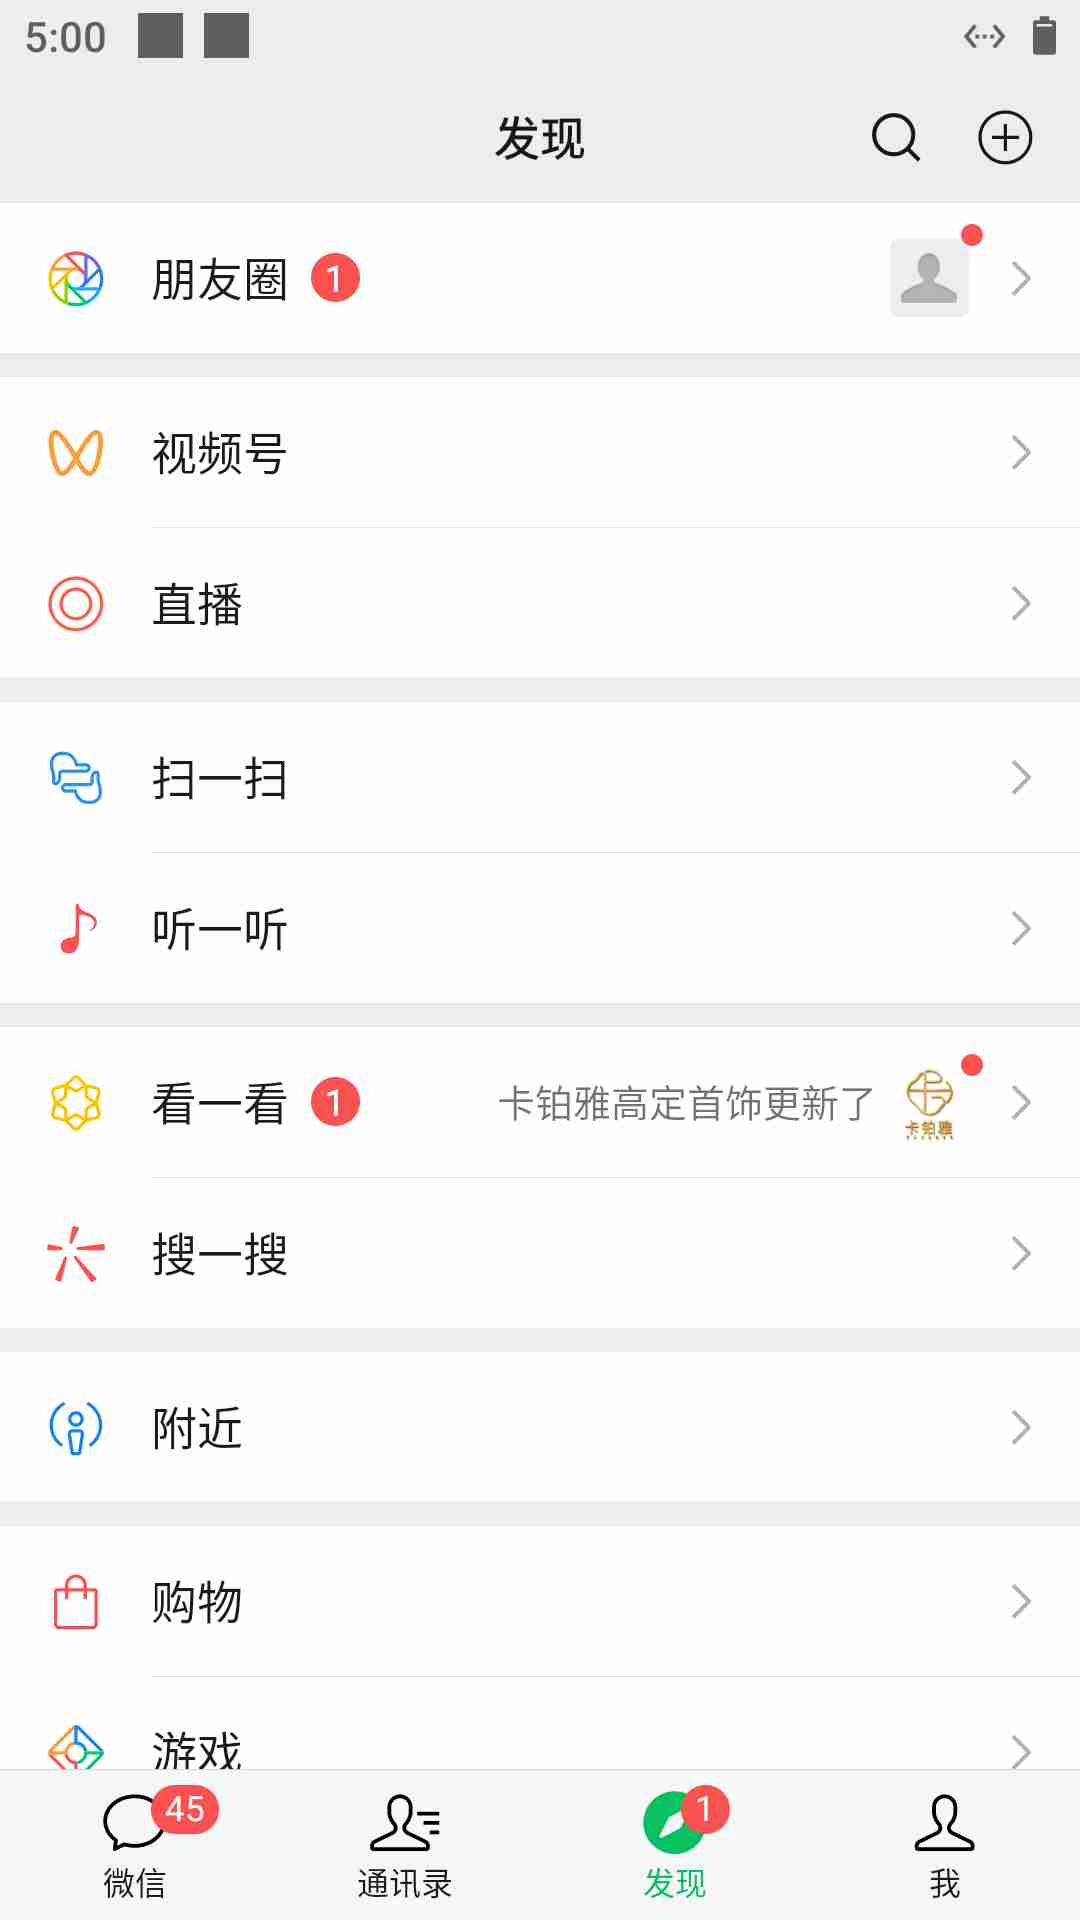 5:00
发现
朋友圈 1
视频号
直播
扫一扫
听一听
看一看 1 卡铂雅高定首饰更新了
卡铂雅
搜一搜
附近
购物
游戏
45 1
微信 通讯录 发现 我